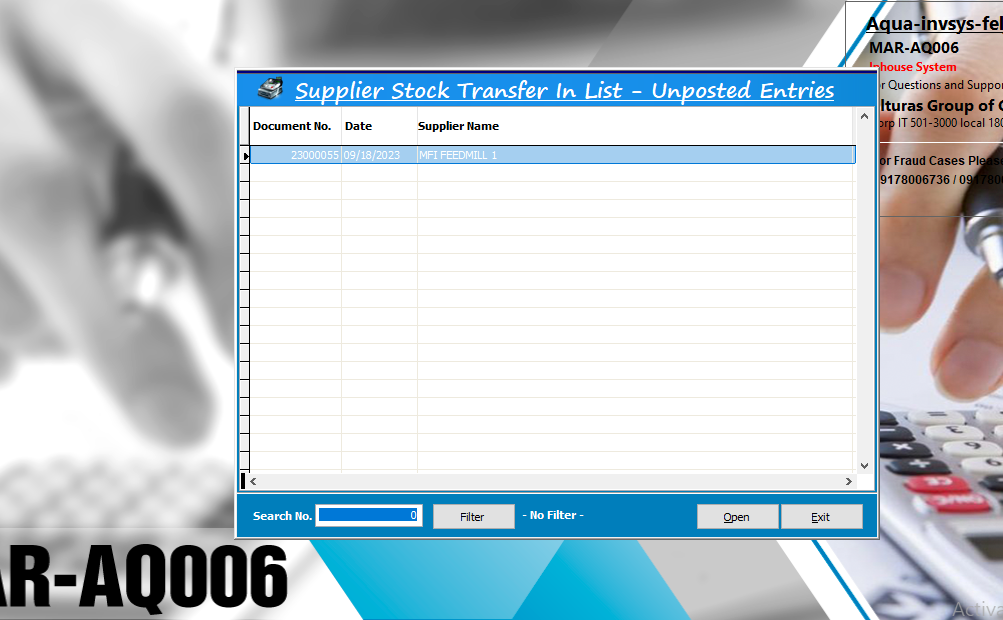 Aqua-invsys-fel
MAR-AQ006
Inhouse System
r Questions and Suppor
lturas Group of C
orp IT 501-3000 local 180
or Fraud Cases Please
9178006736 / 091780
Supplier Stock Transfer In List - Unposted Entries
Document No. Date Supplier Name
23000055 09/18/2023 MFI FEEDMILL 1
Search No. 0 Filter - No Filter - Open Exit
AR-AQ006
Activa